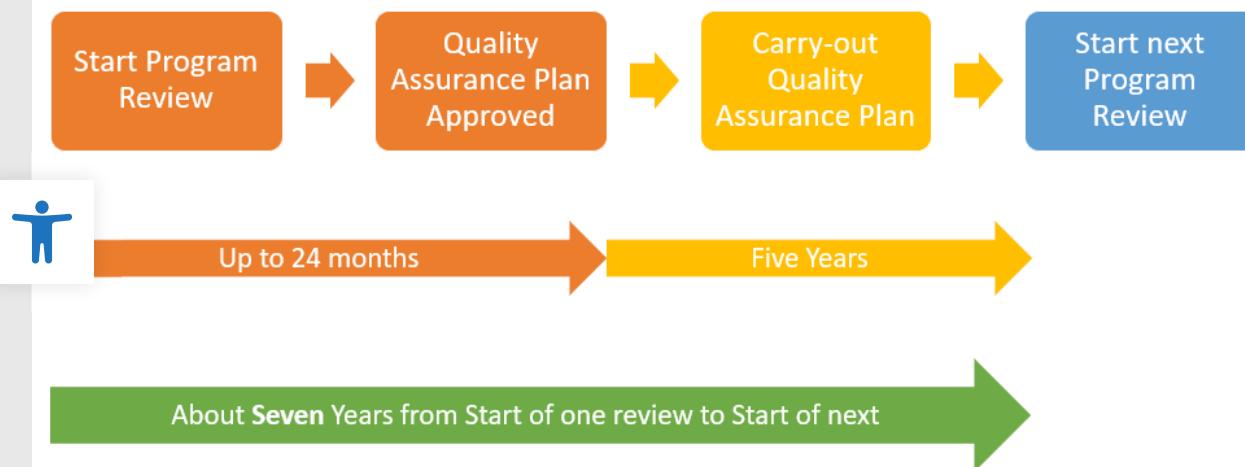 Start Program
Review
Quality
Assurance Plan
Approved
Carry-out
Quality
Assurance Plan
Start next
Program
Review
Up to 24 months
Five Years
About Seven Years from Start of one review to Start of next